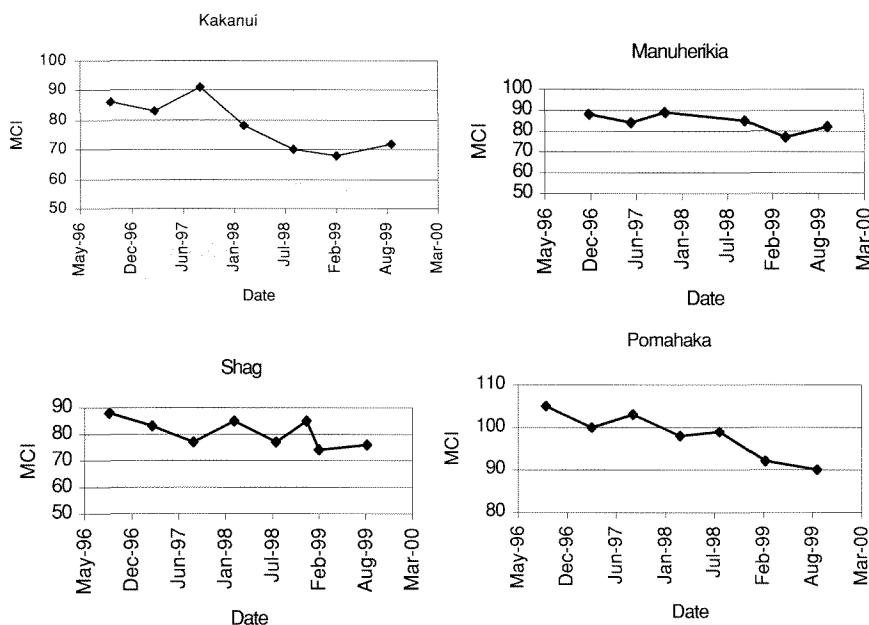 Kakanui
100
90
80
70
60
50
MCI
May-96
Dec-96
Jun-97
Jan-98
Jul-98
Feb-99
Aug-99
Mar-00
Date
Manuherikia
100
90
80
70
60
50
MCI
May-96
Dec-96
Jun-97
Jan-98
Jul-98
Feb-99
Aug-99
Mar-00
Date
Shag
90
80
70
60
50
MCI
May-96
Dec-96
Jun-97
Jan-98
Jul-98
Feb-99
Aug-99
Mar-00
Date
Pomahaka
110
100
90
80
MCI
May-96
Dec-96
Jun-97
Jan-98
Jul-98
Feb-99
Aug-99
Mar-00
Date